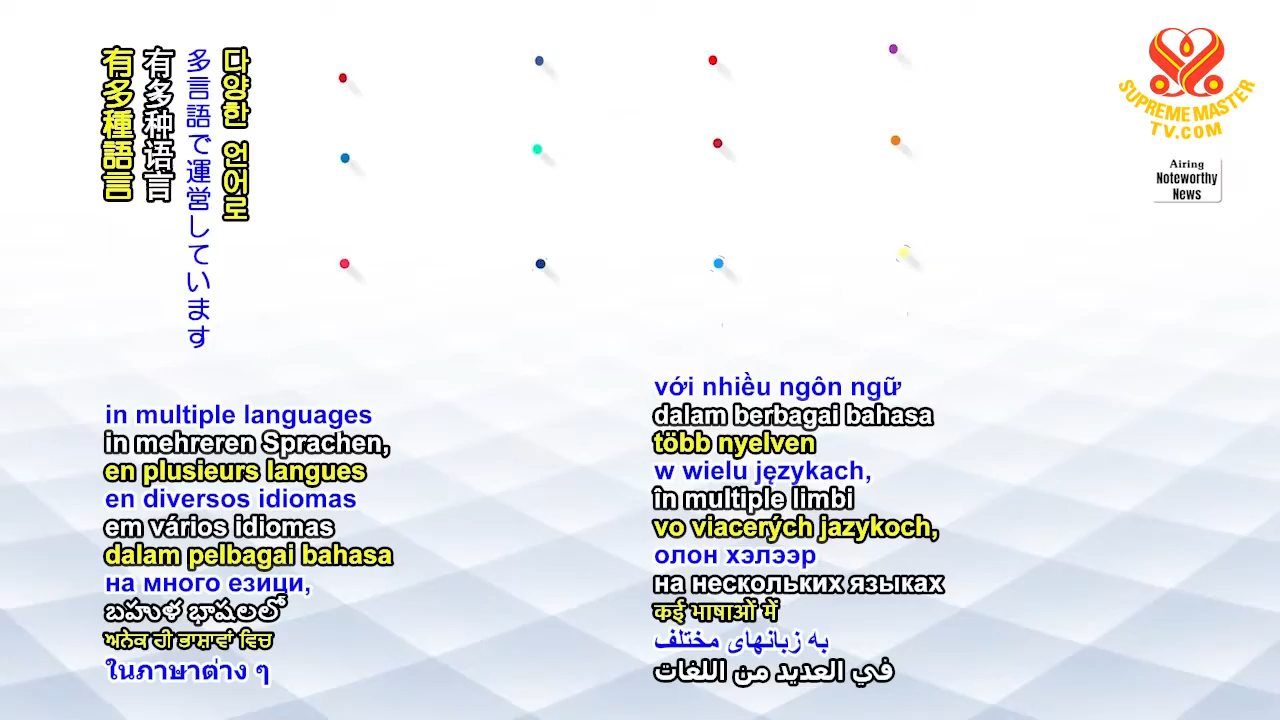 有多種語言
有多种语言
多言語で運営しています
다양한 언어로
SUPREME MASTER
TV.COM
Airing
Noteworthy
News
in multiple languages
in mehreren Sprachen,
en plusieurs langues
en diversos idiomas
em vários idiomas
dalam pelbagai bahasa
на много езици,
బహుళ భాషలలో
ਅਨੇਕ ਹੀ ਭਾਸ਼ਾਵਾਂ ਵਿਚ
ในภาษาต่าง ๆ
với nhiều ngôn ngữ
dalam berbagai bahasa
több nyelven
w wielu językach,
în multiple limbi
vo viacerých jazykoch,
олон хэлээр
на нескольких языках
कई भाषाओं में
به زبانهای مختلف
في العديد من اللغات